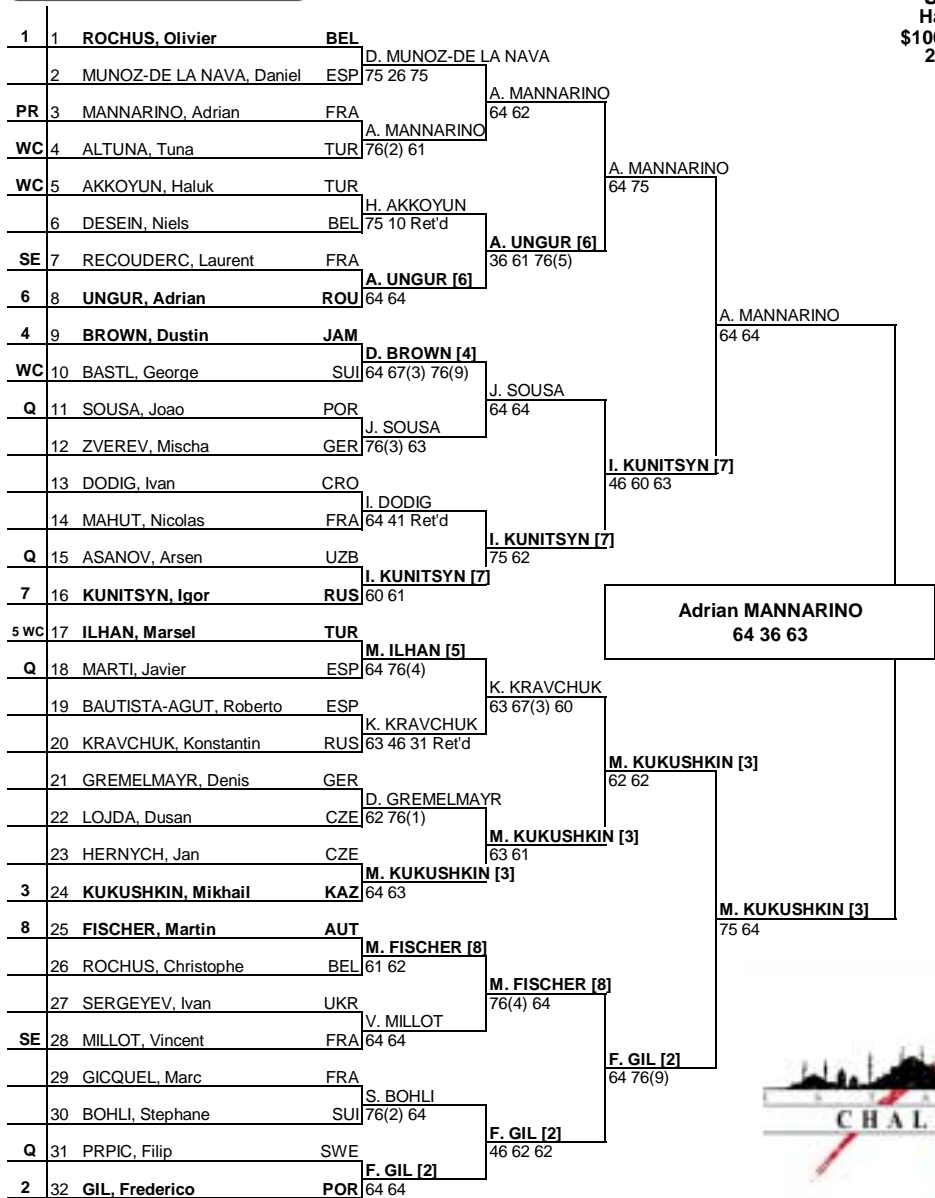 S
Ha
$100
2
1 1 ROCHUS, Olivier BEL
2 MUNOZ-DE LA NAVA, Daniel ESP
PR 3 MANNARINO, Adrian FRA
WC 4 ALTUNA, Tuna TUR
WC 5 AKKOYUN, Haluk TUR
6 DESEIN, Niels BEL
SE 7 RECOUDERC, Laurent FRA
6 8 UNGUR, Adrian ROU
4 9 BROWN, Dustin JAM
WC 10 BASTL, George SUI
Q 11 SOUSA, Joao POR
12 ZVEREV, Mischa GER
13 DODIG, Ivan CRO
14 MAHUT, Nicolas FRA
Q 15 ASANOV, Arsen UZB
7 16 KUNITSYN, Igor RUS
5 WC 17 ILHAN, Marsel TUR
Q 18 MARTI, Javier ESP
19 BAUTISTA-AGUT, Roberto ESP
20 KRAVCHUK, Konstantin RUS
21 GREMELMAYR, Denis GER
22 LOJDA, Dusan CZE
23 HERNYCH, Jan CZE
3 24 KUKUSHKIN, Mikhail KAZ
8 25 FISCHER, Martin AUT
26 ROCHUS, Christophe BEL
27 SERGEYEV, Ivan UKR
SE 28 MILLOT, Vincent FRA
29 GICQUEL, Marc FRA
30 BOHLI, Stephane SUI
Q 31 PRPIC, Filip SWE
2 32 GIL, Frederico POR
D. MUNOZ-DE LA NAVA
75 26 75
A. MANNARINO
76(2) 61
H. AKKOYUN
75 10 Ret'd
A. UNGUR [6]
64 64
D. BROWN [4]
64 67(3) 76(9)
J. SOUSA
76(3) 63
I. DODIG
64 41 Ret'd
I. KUNITSYN [7]
60 61
M. ILHAN [5]
64 76(4)
K. KRAVCHUK
63 46 31 Ret'd
D. GREMELMAYR
62 76(1)
M. KUKUSHKIN [3]
64 63
M. FISCHER [8]
61 62
V. MILLOT
64 64
S. BOHLI
76(2) 64
F. GIL [2]
64 64
A. MANNARINO
64 62
A. UNGUR [6]
36 61 76(5)
J. SOUSA
64 64
I. KUNITSYN [7]
75 62
K. KRAVCHUK
63 67(3) 60
M. KUKUSHKIN [3]
63 61
M. FISCHER [8]
76(4) 64
F. GIL [2]
46 62 62
A. MANNARINO
64 75
I. KUNITSYN [7]
46 60 63
M. KUKUSHKIN [3]
62 62
F. GIL [2]
64 76(9)
A. MANNARINO
64 64
M. KUKUSHKIN [3]
75 64
Adrian MANNARINO
64 36 63
CHAL